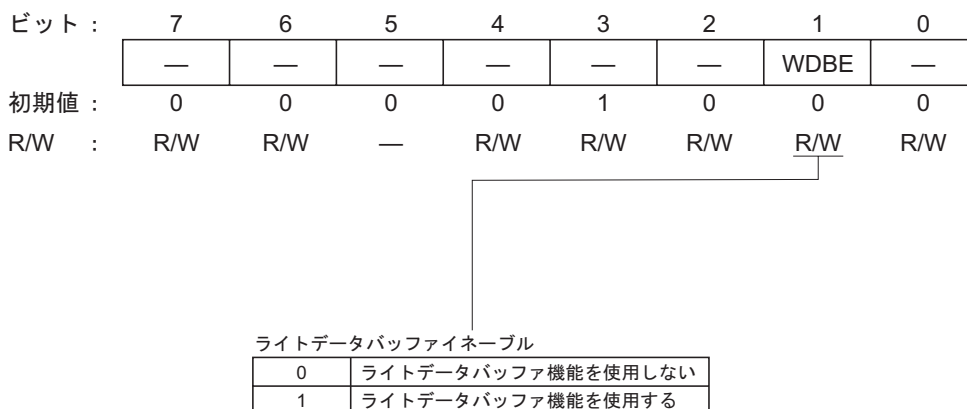 ビット : 7 6 5 4 3 2 1 0
— — — — — — WDBE —
初期値 : 0 0 0 0 1 0 0 0
R/W : R/W R/W — R/W R/W R/W R/W R/W
ライトデータバッファイネーブル
0 ライトデータバッファ機能を使用しない
1 ライトデータバッファ機能を使用する